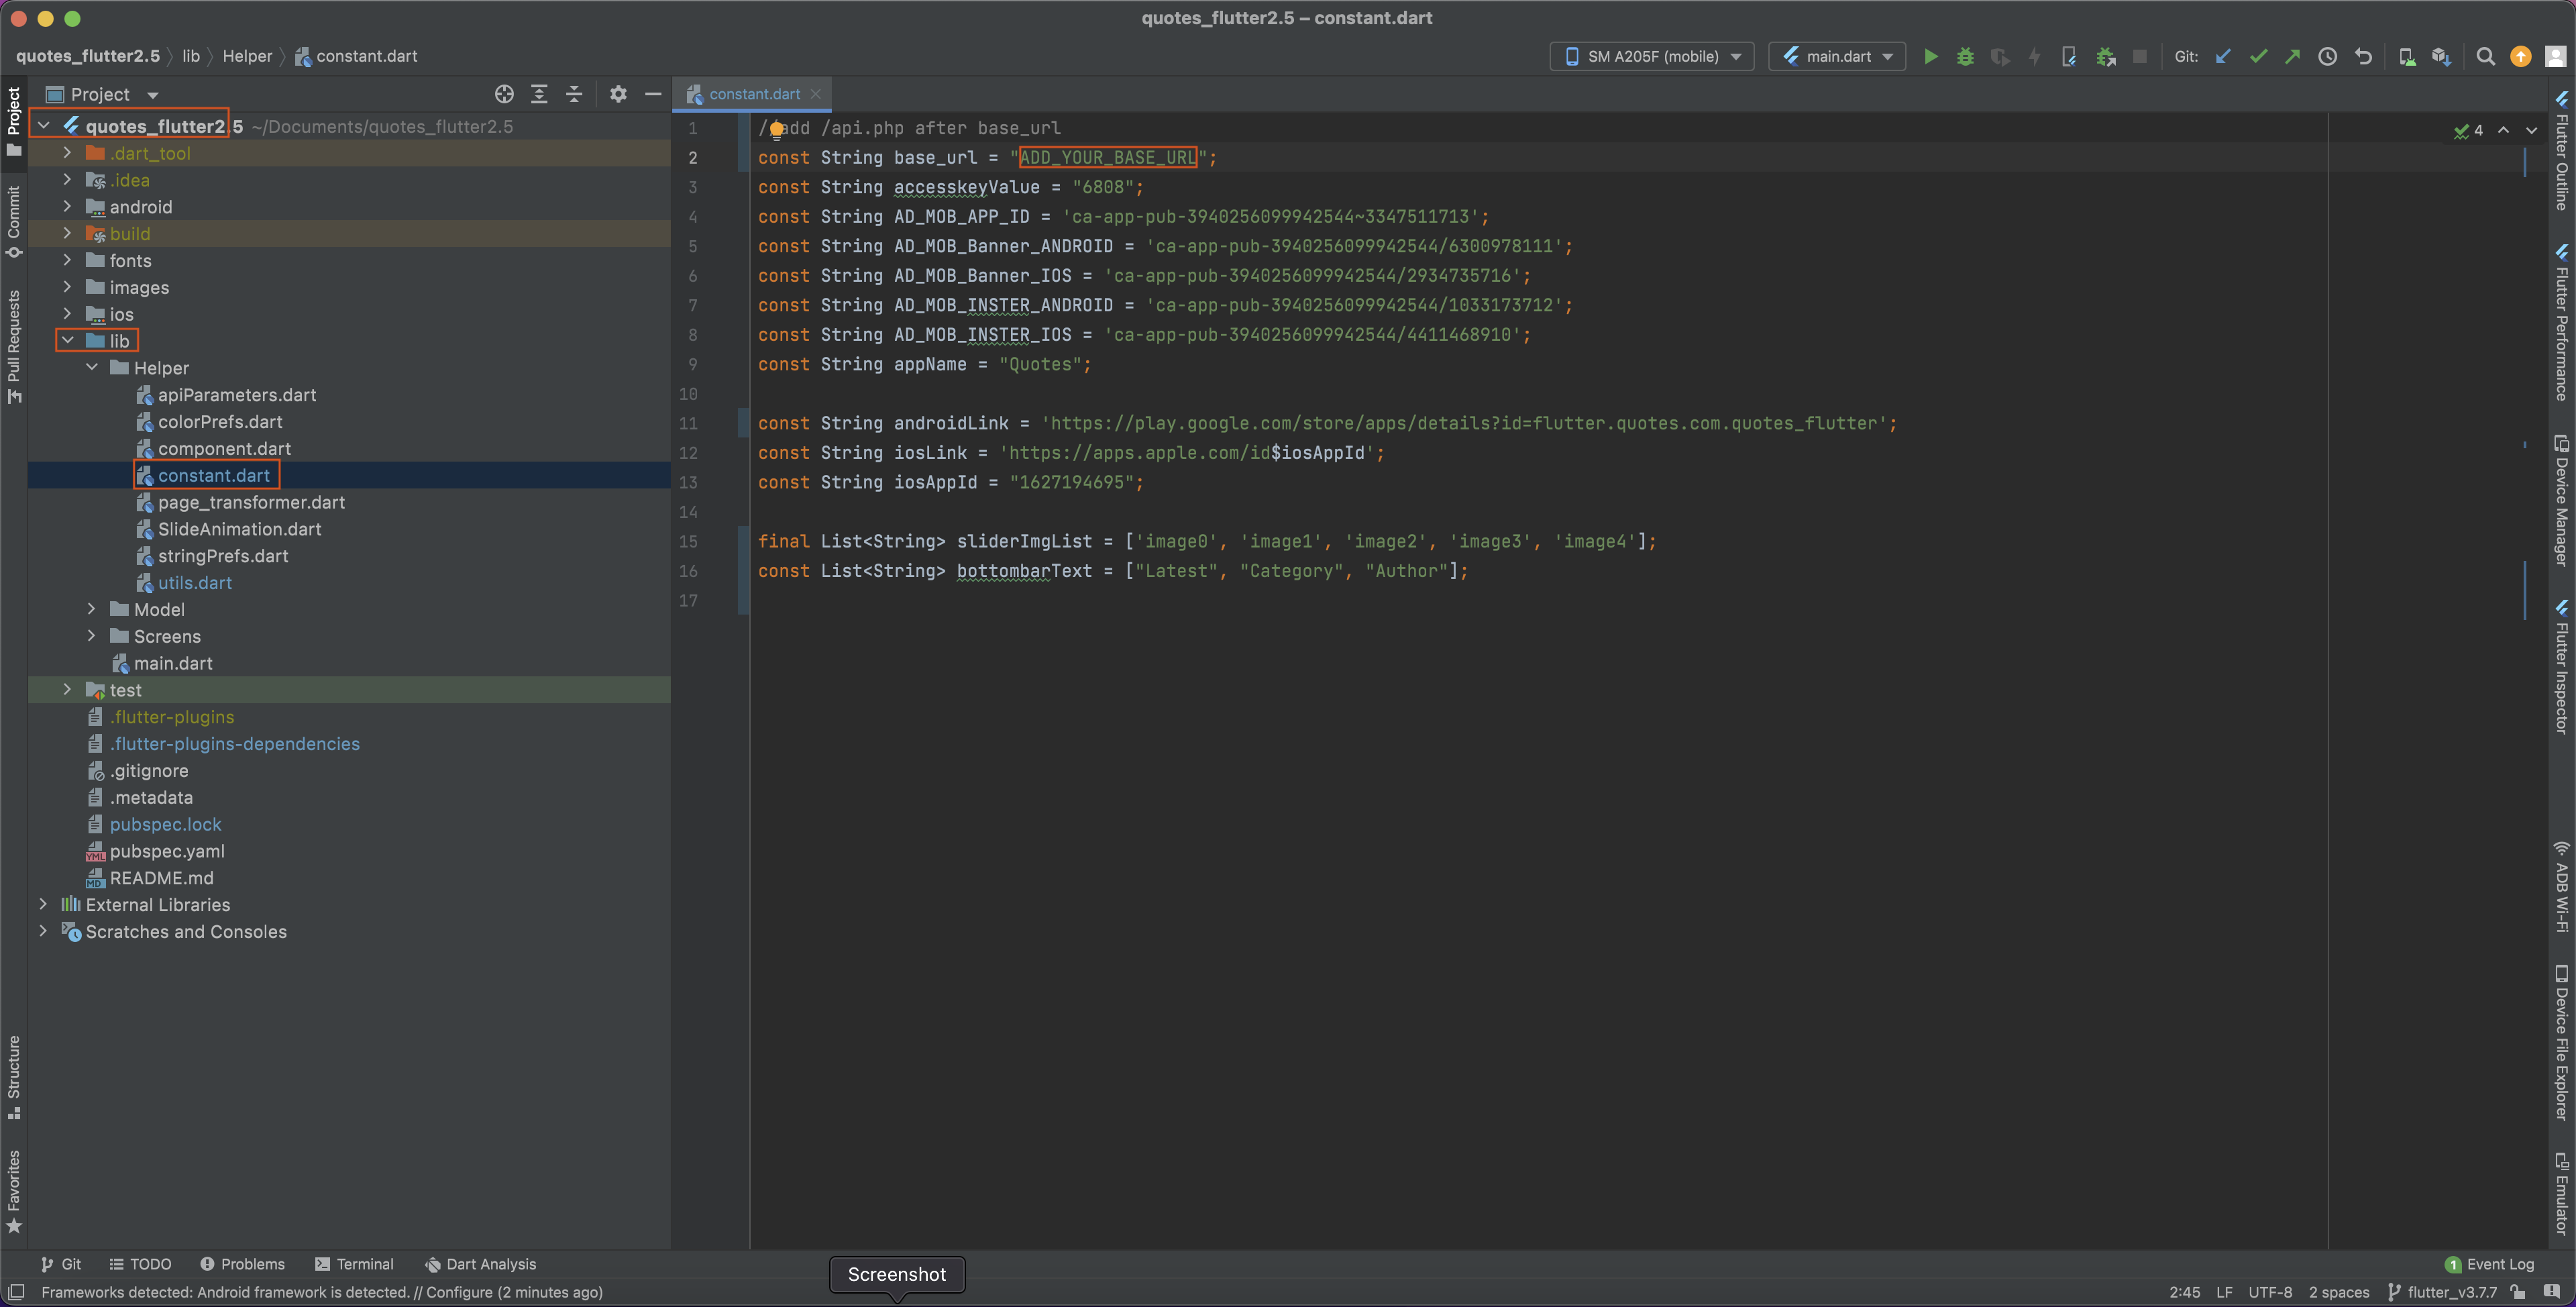 quotes_flutter2.5 – constant.dart
quotes_flutter2.5 lib Helper constant.dart
SM A205F (mobile) main.dart Git:
Project
constant.dart
Project
Commit
Pull Requests
Structure
Favorites
quotes_flutter2.5 ~/Documents/quotes_flutter2.5
.dart_tool
.idea
android
build
fonts
images
ios
lib
Helper
apiParameters.dart
colorPrefs.dart
component.dart
constant.dart
page_transformer.dart
SlideAnimation.dart
stringPrefs.dart
utils.dart
Model
Screens
main.dart
test
.flutter-plugins
.flutter-plugins-dependencies
.gitignore
.metadata
pubspec.lock
pubspec.yaml
README.md
External Libraries
Scratches and Consoles
1 / add /api.php after base_url
2 const String base_url = "ADD_YOUR_BASE_URL";
3 const String accesskeyValue = "6808";
4 const String AD_MOB_APP_ID = 'ca-app-pub-3940256099942544~3347511713';
5 const String AD_MOB_Banner_ANDROID = 'ca-app-pub-3940256099942544/6300978111';
6 const String AD_MOB_Banner_IOS = 'ca-app-pub-3940256099942544/2934735716';
7 const String AD_MOB_INSTER_ANDROID = 'ca-app-pub-3940256099942544/1033173712';
8 const String AD_MOB_INSTER_IOS = 'ca-app-pub-3940256099942544/4411468910';
9 const String appName = "Quotes";
10
11 const String androidLink = 'https://play.google.com/store/apps/details?id=flutter.quotes.com.quotes_flutter';
12 const String iosLink = 'https://apps.apple.com/id$iosAppId';
13 const String iosAppId = "1627194695";
14
15 final List<String> sliderImgList = ['image0', 'image1', 'image2', 'image3', 'image4'];
16 const List<String> bottombarText = ["Latest", "Category", "Author"];
17
4
Flutter Outline
Flutter Performance
Device Manager
Flutter Inspector
ADB Wi-Fi
Device File Explorer
Emulator
Git TODO Problems Terminal Dart Analysis
Screenshot
1 Event Log
Frameworks detected: Android framework is detected. // Configure (2 minutes ago)
2:45 LF UTF-8 2 spaces flutter_v3.7.7